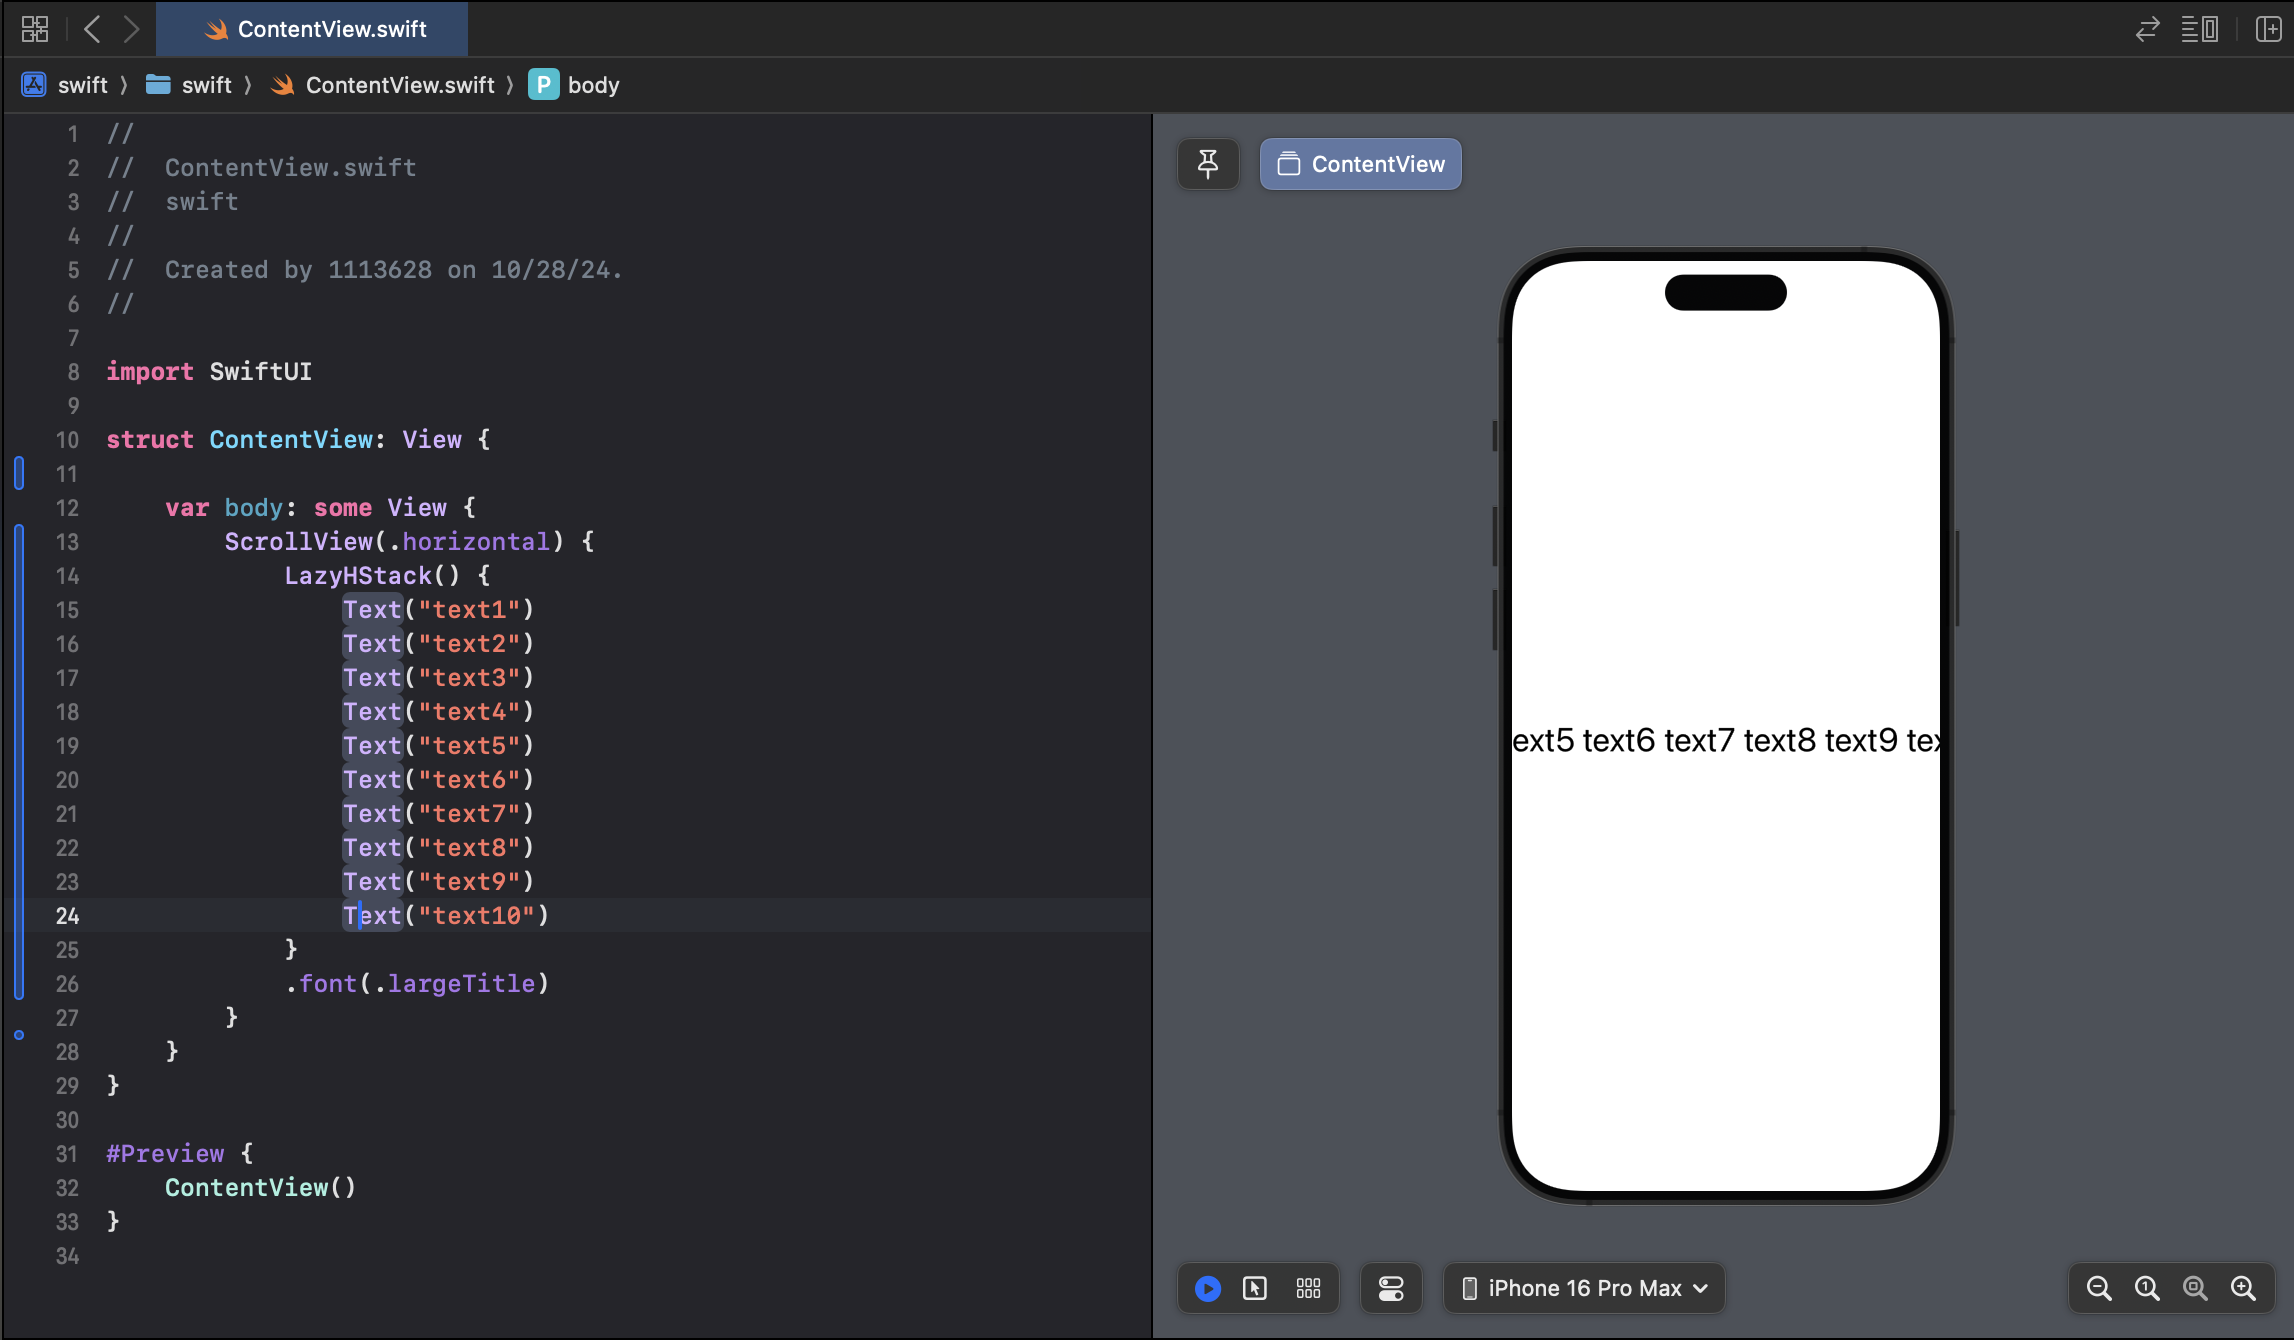 ContentView.swift
swift 〉 swift 〉 ContentView.swift 〉 P body
1 //
2 //  ContentView.swift
3 //  swift
4 //
5 //  Created by 1113628 on 10/28/24.
6 //
7
8 import SwiftUI
9
10 struct ContentView: View {
11
12     var body: some View {
13         ScrollView(.horizontal) {
14             LazyHStack() {
15                 Text("text1")
16                 Text("text2")
17                 Text("text3")
18                 Text("text4")
19                 Text("text5")
20                 Text("text6")
21                 Text("text7")
22                 Text("text8")
23                 Text("text9")
24                 Text("text10")
25             }
26             .font(.largeTitle)
27         }
28     }
29 }
30
31 #Preview {
32     ContentView()
33 }
34
ContentView
ext5 text6 text7 text8 text9 tex
iPhone 16 Pro Max